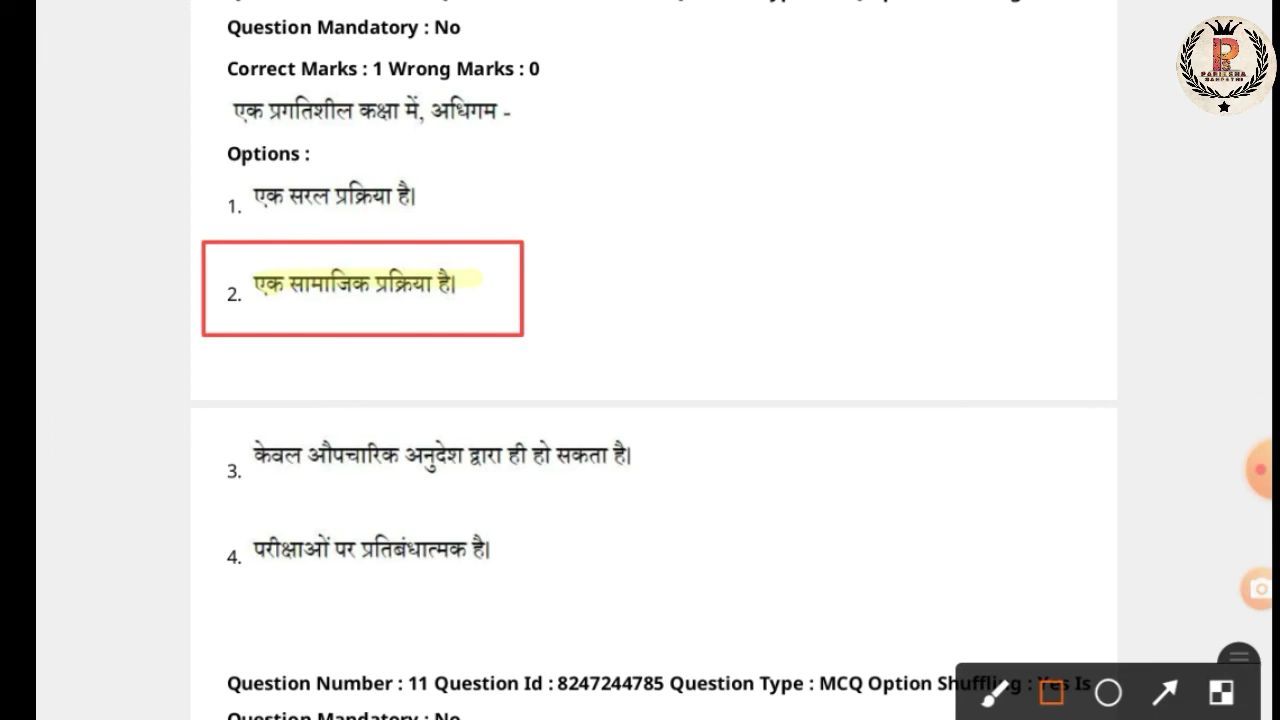 Question Mandatory : No
Correct Marks : 1 Wrong Marks : 0
एक प्रगतिशील कक्षा में, अधिगम -
Options :
1. एक सरल प्रक्रिया है।
2. एक सामाजिक प्रक्रिया है।
3. केवल औपचारिक अनुदेश द्वारा ही हो सकता है।
4. परीक्षाओं पर प्रतिबंधात्मक है।
Question Number : 11 Question Id : 8247244785 Question Type : MCQ Option Shuffling : Yes Is
Question Mandatory : No